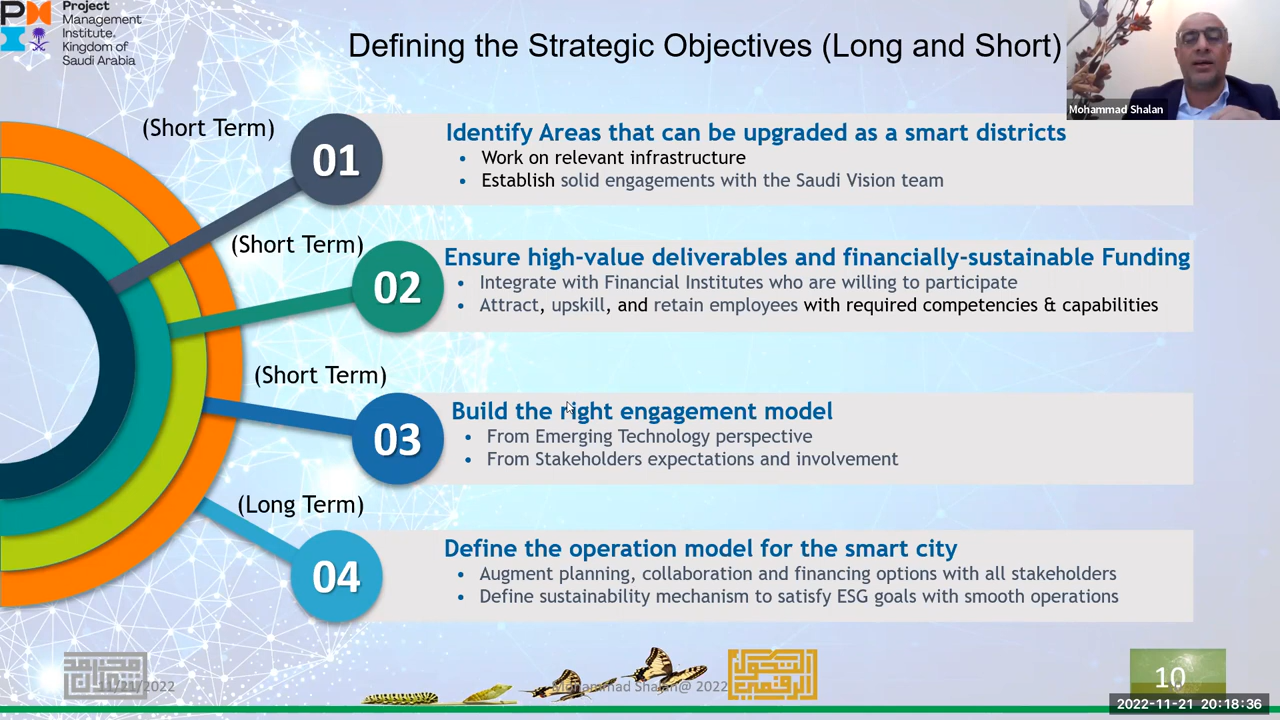 Project
Management
Institute.
Kingdom of
Saudi Arabia
Defining the Strategic Objectives (Long and Short)
Mohammad Shalan
(Short Term)
01
Identify Areas that can be upgraded as a smart districts
• Work on relevant infrastructure
• Establish solid engagements with the Saudi Vision team
(Short Term)
02
Ensure high-value deliverables and financially-sustainable Funding
• Integrate with Financial Institutes who are willing to participate
• Attract, upskill, and retain employees with required competencies & capabilities
(Short Term)
03
Build the right engagement model
• From Emerging Technology perspective
• From Stakeholders expectations and involvement
(Long Term)
04
Define the operation model for the smart city
• Augment planning, collaboration and financing options with all stakeholders
• Define sustainability mechanism to satisfy ESG goals with smooth operations
11/21/2022
Mohammad Shalan@ 2022
التحول
الرقمي
10
2022-11-21 20:18:36